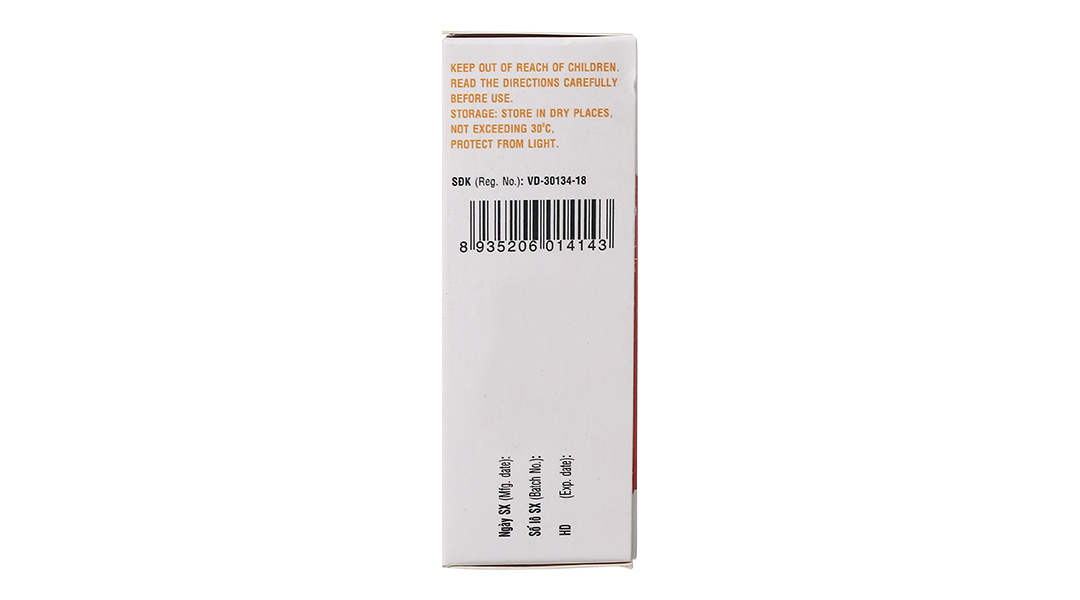 KEEP OUT OF REACH OF CHILDREN.
READ THE DIRECTIONS CAREFULLY
BEFORE USE.
STORAGE: STORE IN DRY PLACES,
NOT EXCEEDING 30°C,
PROTECT FROM LIGHT.
SĐK (Reg. No.): VD-30134-18
8 935206 014143
Ngày SX (Mfg. date):
Số lô SX (Batch No.):
HD (Exp. date):